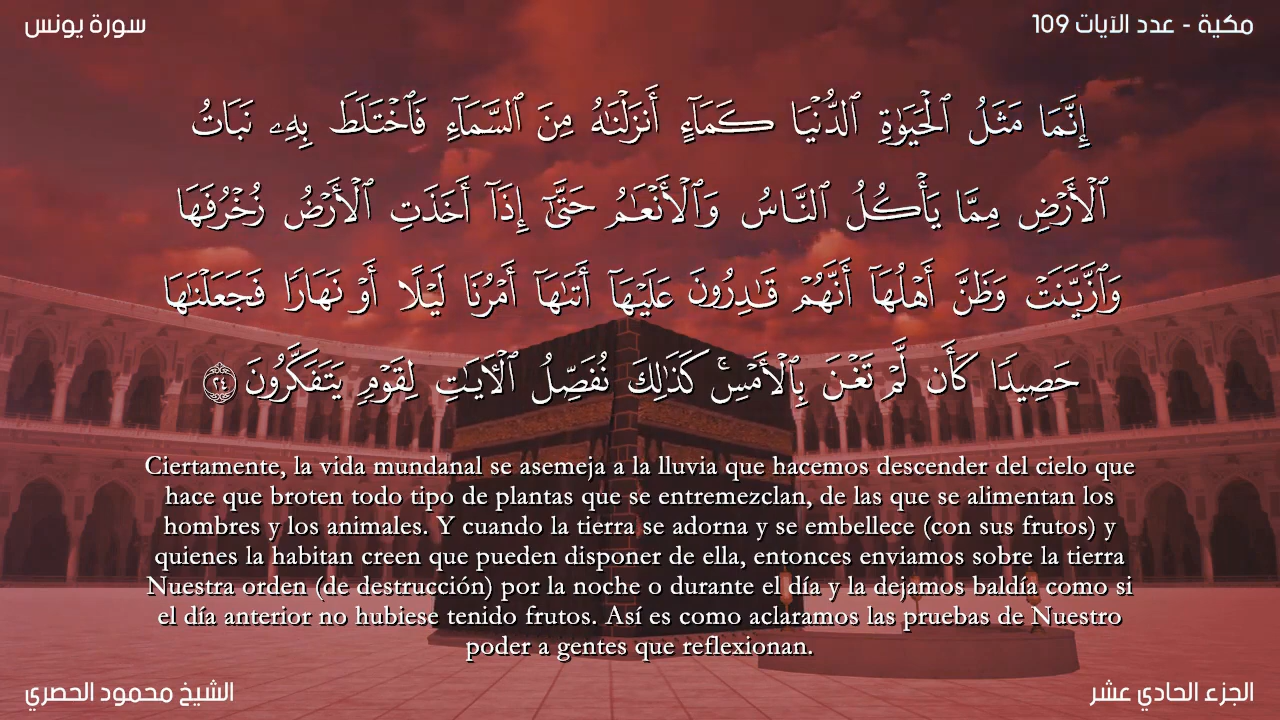 سورة يونس
مكية - عدد الآيات 109
إِنَّمَا مَثَلُ ٱلْحَيَوٰةِ ٱلدُّنْيَا كَمَآءٍ أَنزَلْنَٰهُ مِنَ ٱلسَّمَآءِ فَٱخْتَلَطَ بِهِۦ نَبَاتُ
ٱلْأَرْضِ مِمَّا يَأْكُلُ ٱلنَّاسُ وَٱلْأَنْعَٰمُ حَتَّىٰٓ إِذَآ أَخَذَتِ ٱلْأَرْضُ زُخْرُفَهَا
وَٱزَّيَّنَتْ وَظَنَّ أَهْلُهَآ أَنَّهُمْ قَٰدِرُونَ عَلَيْهَآ أَتَىٰهَآ أَمْرُنَا لَيْلًا أَوْ نَهَارًا فَجَعَلْنَٰهَا
حَصِيدًا كَأَن لَّمْ تَغْنَ بِٱلْأَمْسِ ۚ كَذَٰلِكَ نُفَصِّلُ ٱلْـَٔايَٰتِ لِقَوْمٍ يَتَفَكَّرُونَ ٢٤
Ciertamente, la vida mundanal se asemeja a la lluvia que hacemos descender del cielo que
hace que broten todo tipo de plantas que se entremezclan, de las que se alimentan los
hombres y los animales. Y cuando la tierra se adorna y se embellece (con sus frutos) y
quienes la habitan creen que pueden disponer de ella, entonces enviamos sobre la tierra
Nuestra orden (de destrucción) por la noche o durante el día y la dejamos baldía como si
el día anterior no hubiese tenido frutos. Así es como aclaramos las pruebas de Nuestro
poder a gentes que reflexionan.
الشيخ محمود الحصري
الجزء الحادي عشر